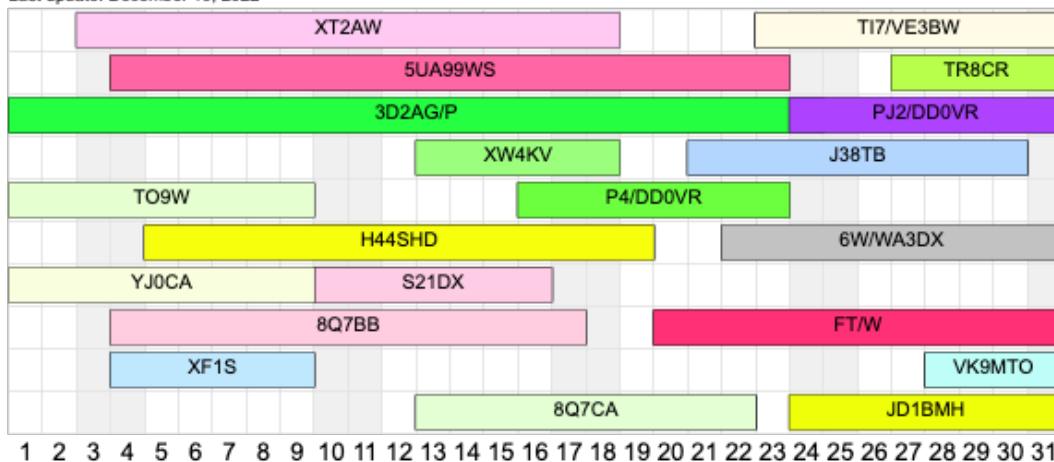 XT2AW TI7/VE3BW
5UA99WS TR8CR
3D2AG/P PJ2/DD0VR
XW4KV J38TB
TO9W P4/DD0VR
H44SHD 6W/WA3DX
YJ0CA S21DX
8Q7BB FT/W
XF1S VK9MTO
8Q7CA JD1BMH
1 2 3 4 5 6 7 8 9 10 11 12 13 14 15 16 17 18 19 20 21 22 23 24 25 26 27 28 29 30 31